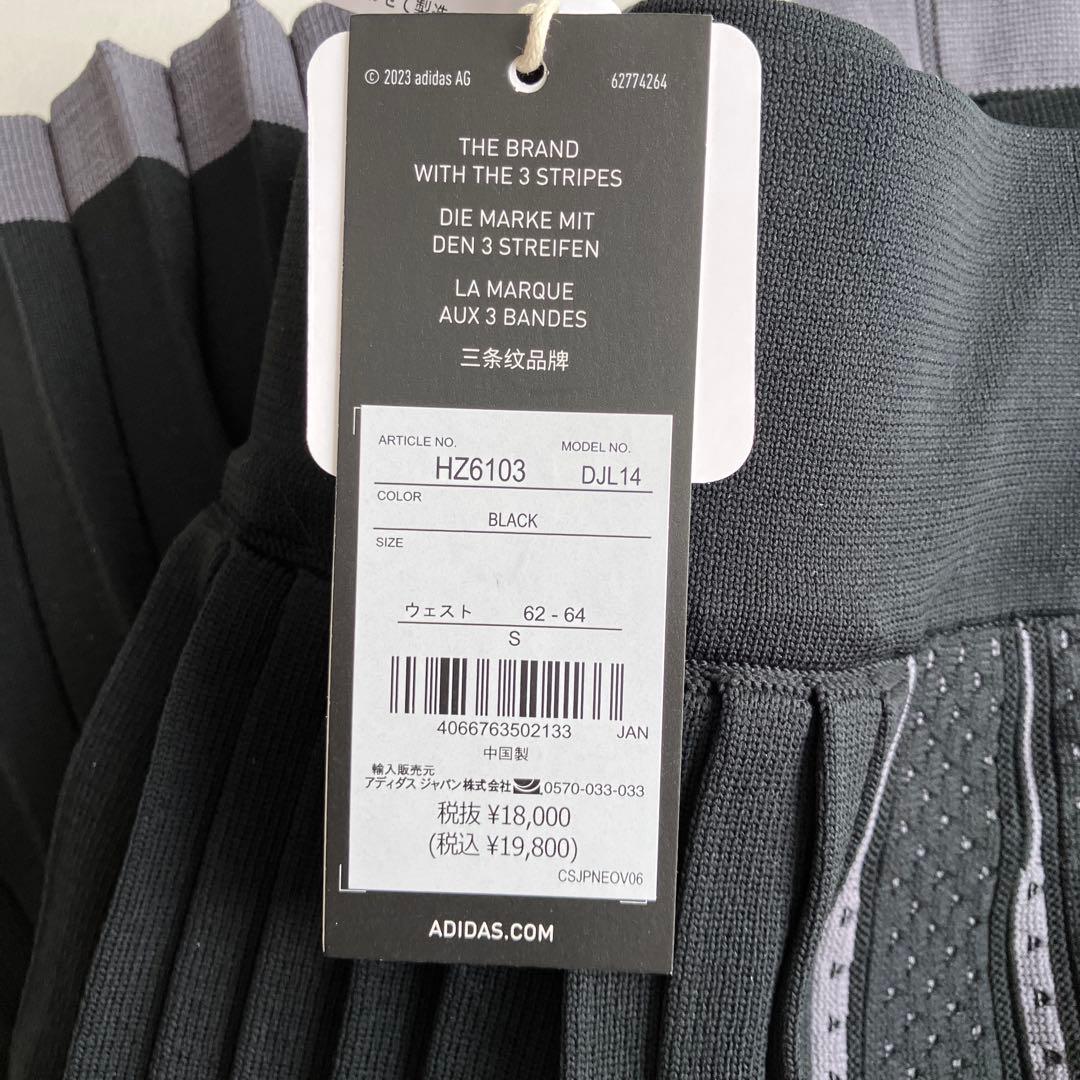 せて製造
© 2023 adidas AG
62774264
THE BRAND
WITH THE 3 STRIPES
DIE MARKE MIT
DEN 3 STREIFEN
LA MARQUE
AUX 3 BANDES
三条纹品牌
ARTICLE NO.
MODEL NO.
HZ6103
DJL14
COLOR
BLACK
SIZE
ウェスト 62 - 64
S
4066763502133 JAN
中国製
輸入販売元
アディダス ジャパン株式会社 0570-033-033
税抜 ¥18,000
(税込 ¥19,800)
CSJPNEOV06
ADIDAS.COM